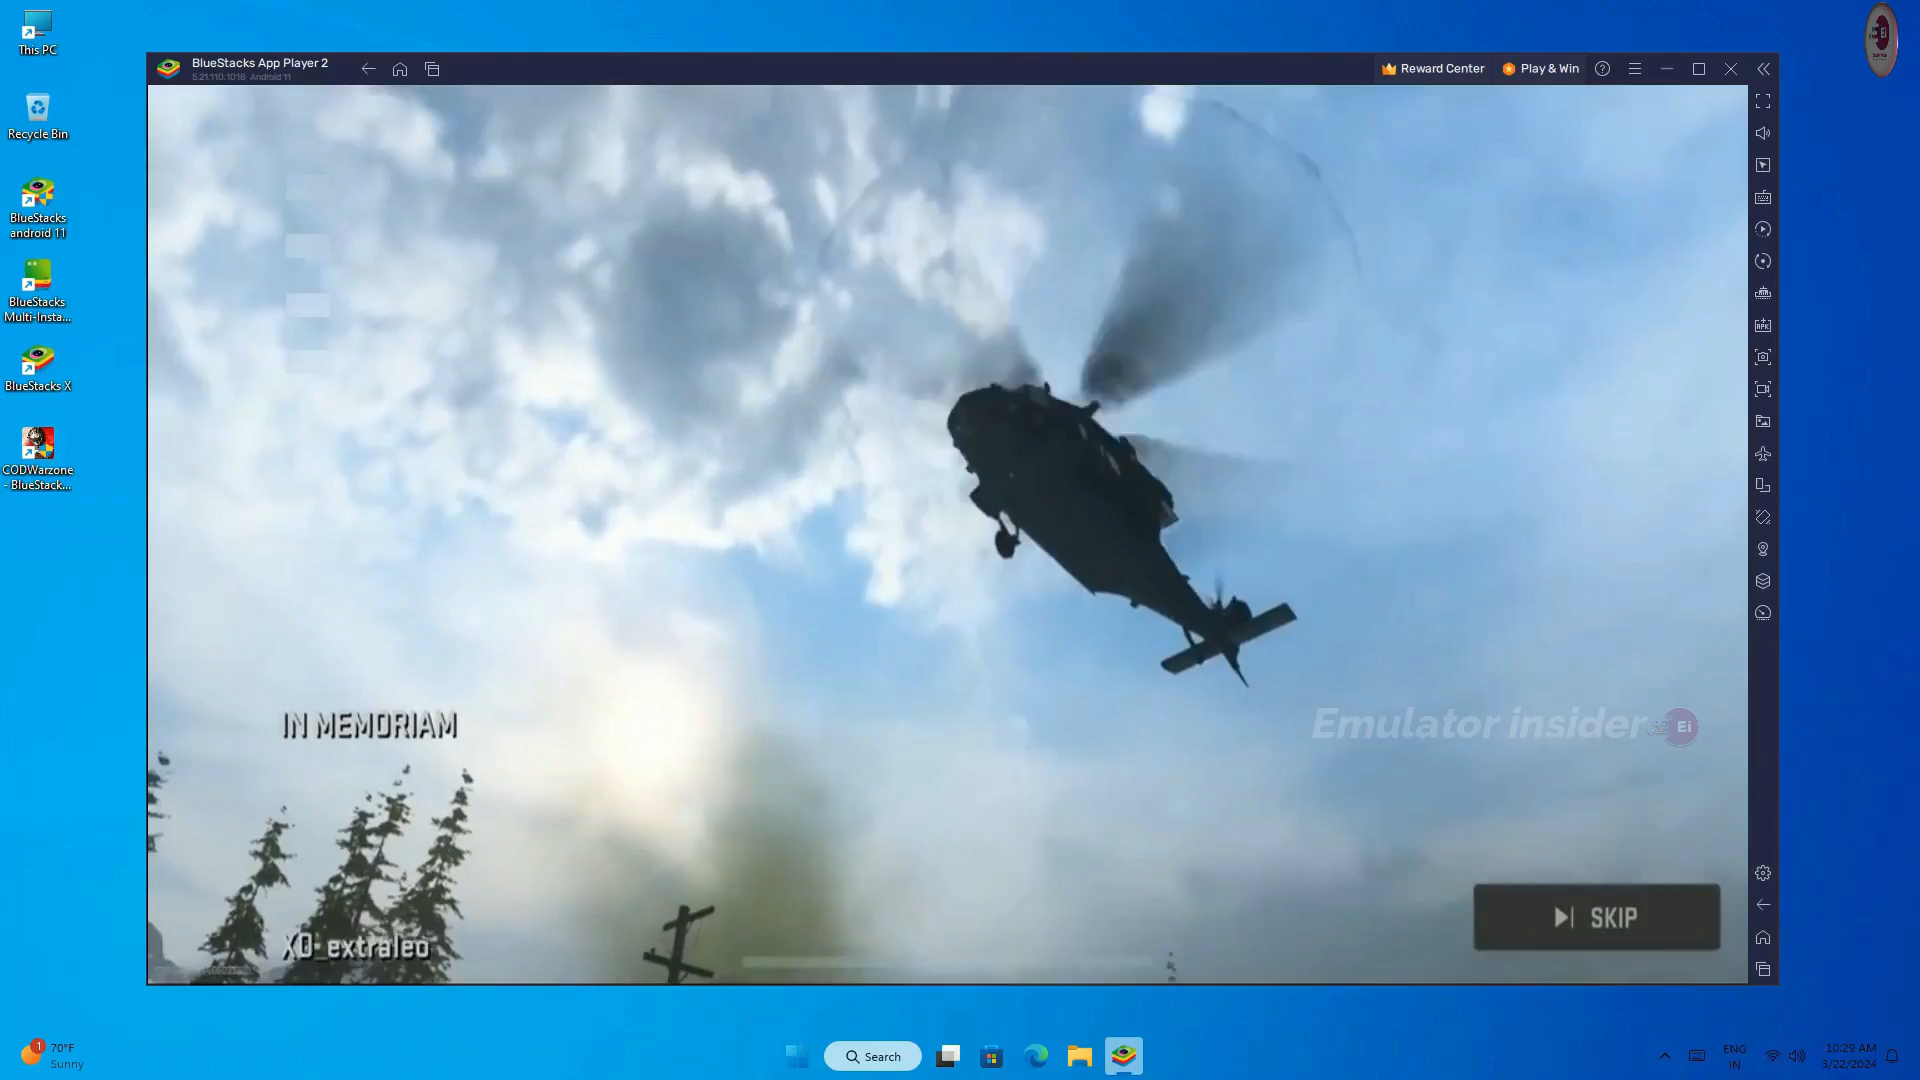 This PC
Recycle Bin
BlueStacks
android 11
BlueStacks
Multi-Insta...
BlueStacks X
CODWarzone
- BlueStack...
BlueStacks App Player 2
5.21.110.1018 Android 11
Reward Center
Play & Win
APK
IN MEMORIAM
Emulator insider
Ei
XO_extraleo
SKIP
1
70°F
Sunny
Search
ENG
IN
10:29 AM
3/22/2024